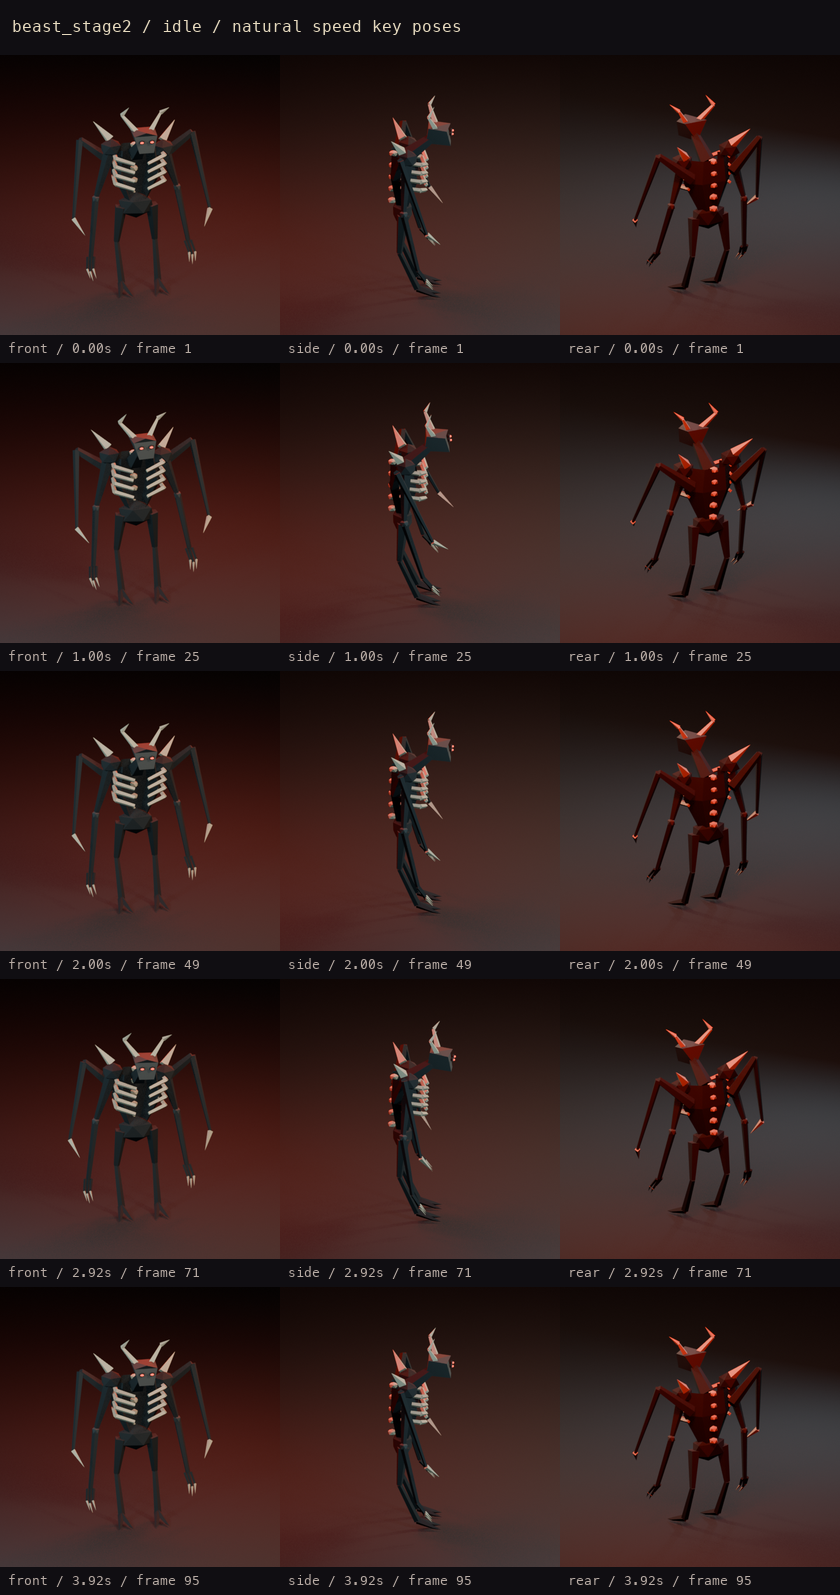 beast_stage2 / idle / natural speed key poses
front / 0.00s / frame 1
side / 0.00s / frame 1
rear / 0.00s / frame 1
front / 1.00s / frame 25
side / 1.00s / frame 25
rear / 1.00s / frame 25
front / 2.00s / frame 49
side / 2.00s / frame 49
rear / 2.00s / frame 49
front / 2.92s / frame 71
side / 2.92s / frame 71
rear / 2.92s / frame 71
front / 3.92s / frame 95
side / 3.92s / frame 95
rear / 3.92s / frame 95